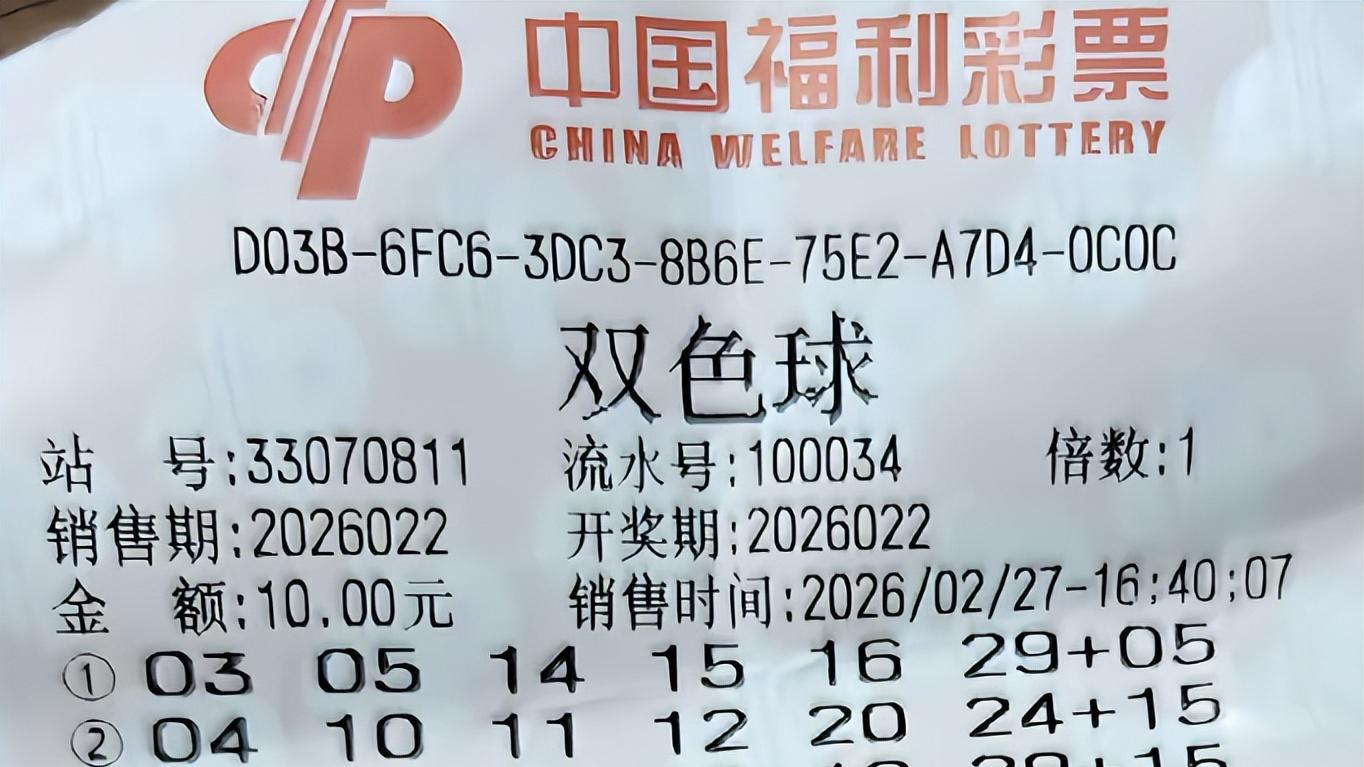 中国福利彩票
CHINA WELFARE LOTTERY
D03B-6FC6-3DC3-8B6E-75E2-A7D4-0C0C
双色球
站 号:33070811 流水号:100034 倍数:1
销售期:2026022 开奖期:2026022
金 额:10.00元 销售时间:2026/02/27-16:40:07
① 03 05 14 15 16 29+05
② 04 10 11 12 20 24+15